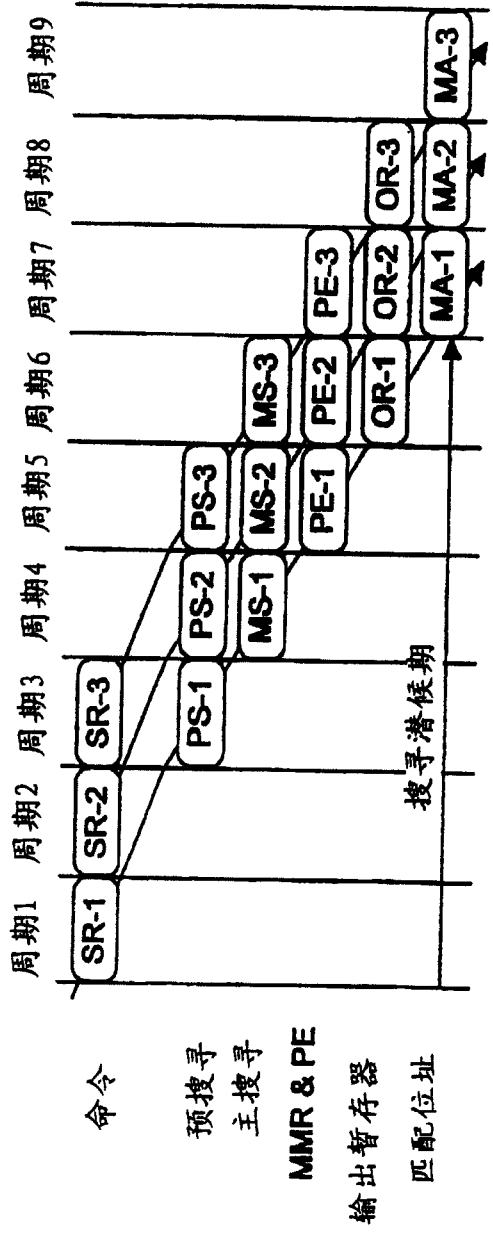 周期1 周期2 周期3 周期4 周期5 周期6 周期7 周期8 周期9
命令 SR-1 SR-2 SR-3
预搜寻 PS-1 PS-2 PS-3
主搜寻 MS-1 MS-2 MS-3
MMR & PE PE-1 PE-2 PE-3
输出暂存器 OR-1 OR-2 OR-3
匹配位址 MA-1 MA-2 MA-3
搜寻潜候期